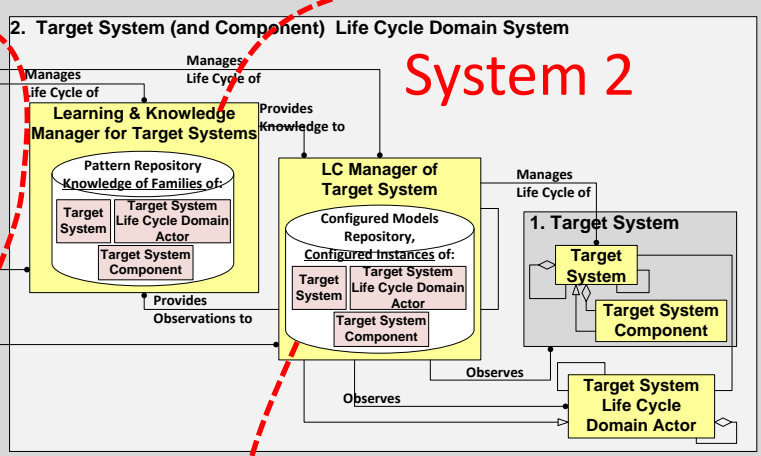 2. Target System (and Component) Life Cycle Domain System
System 2
Manages
Life Cycle of
Manages
Life Cycle of
Learning & Knowledge
Manager for Target Systems
Pattern Repository
Knowledge of Families of:
Target
System
Target System
Life Cycle Domain
Actor
Target System
Component
Provides
Knowledge to
Provides
Observations to
LC Manager of
Target System
Configured Models
Repository,
Configured Instances of:
Target
System
Target System
Life Cycle Domain
Actor
Target System
Component
Manages
Life Cycle of
1. Target System
Target
System
Target System
Component
Observes
Observes
Target System
Life Cycle
Domain Actor